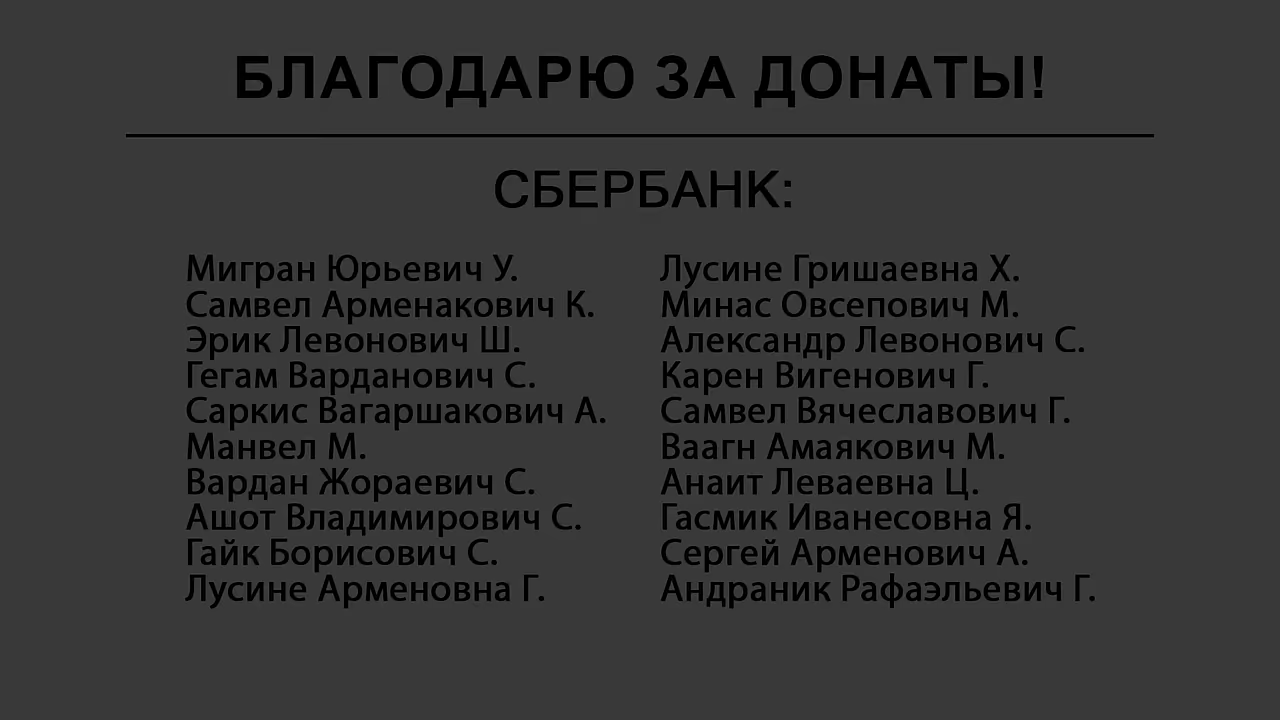 БЛАГОДАРЮ ЗА ДОНАТЫ!
СБЕРБАНК:
Мигран Юрьевич У.
Самвел Арменакович К.
Эрик Левонович Ш.
Гегам Варданович С.
Саркис Вагаршакович А.
Манвел М.
Вардан Жораевич С.
Ашот Владимирович С.
Гайк Борисович С.
Лусине Арменовна Г.
Лусине Гришаевна Х.
Минас Овсепович М.
Александр Левонович С.
Карен Вигенович Г.
Самвел Вячеславович Г.
Ваагн Амаякович М.
Анаит Леваевна Ц.
Гасмик Иванесовна Я.
Сергей Арменович А.
Андраник Рафаэльевич Г.